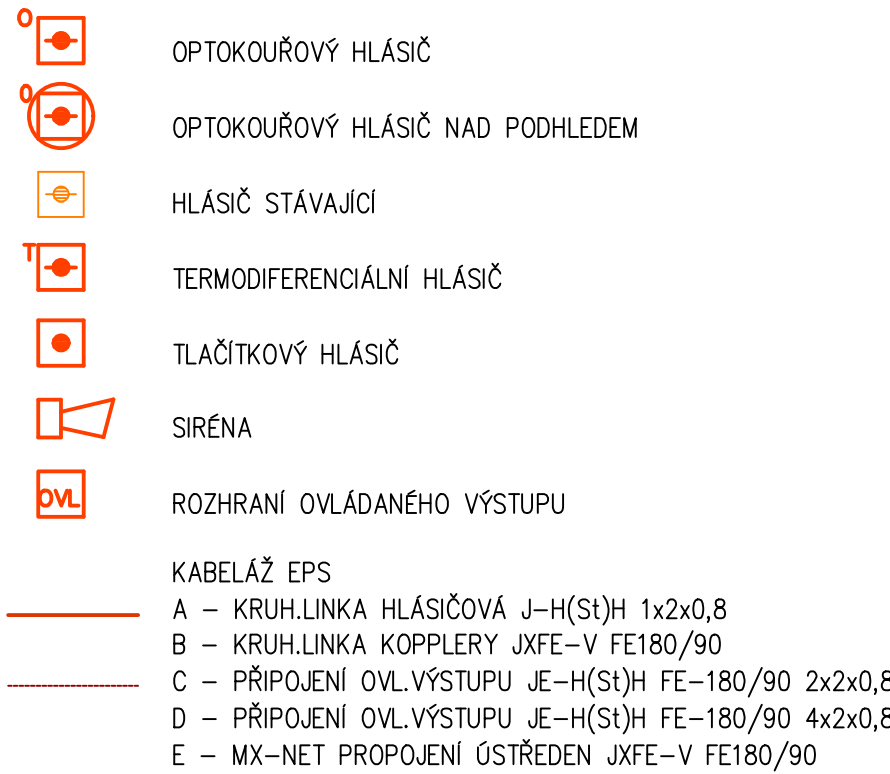 O
OPTOKOUŘOVÝ HLÁSIČ
O
OPTOKOUŘOVÝ HLÁSIČ NAD PODHLEDEM
HLÁSIČ STÁVAJÍCÍ
T
TERMODIFERENCIÁLNÍ HLÁSIČ
TLAČÍTKOVÝ HLÁSIČ
SIRÉNA
OVL
ROZHRANÍ OVLÁDANÉHO VÝSTUPU
KABELÁŽ EPS
A – KRUH.LINKA HLÁSIČOVÁ J–H(St)H 1x2x0,8
B – KRUH.LINKA KOPPLERY JXFE–V FE180/90
C – PŘIPOJENÍ OVL.VÝSTUPU JE–H(St)H FE–180/90 2x2x0,8
D – PŘIPOJENÍ OVL.VÝSTUPU JE–H(St)H FE–180/90 4x2x0,8
E – MX–NET PROPOJENÍ ÚSTŘEDEN JXFE–V FE180/90